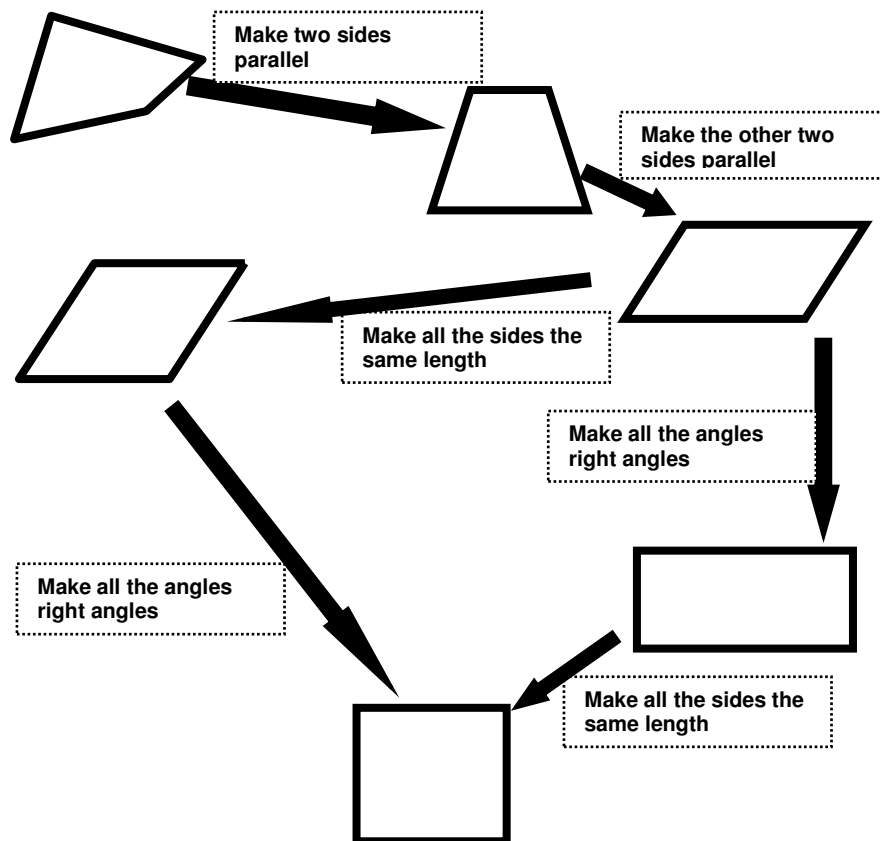 Make two sides
parallel
Make the other two
sides parallel
Make all the sides the
same length
Make all the angles
right angles
Make all the angles
right angles
Make all the sides the
same length